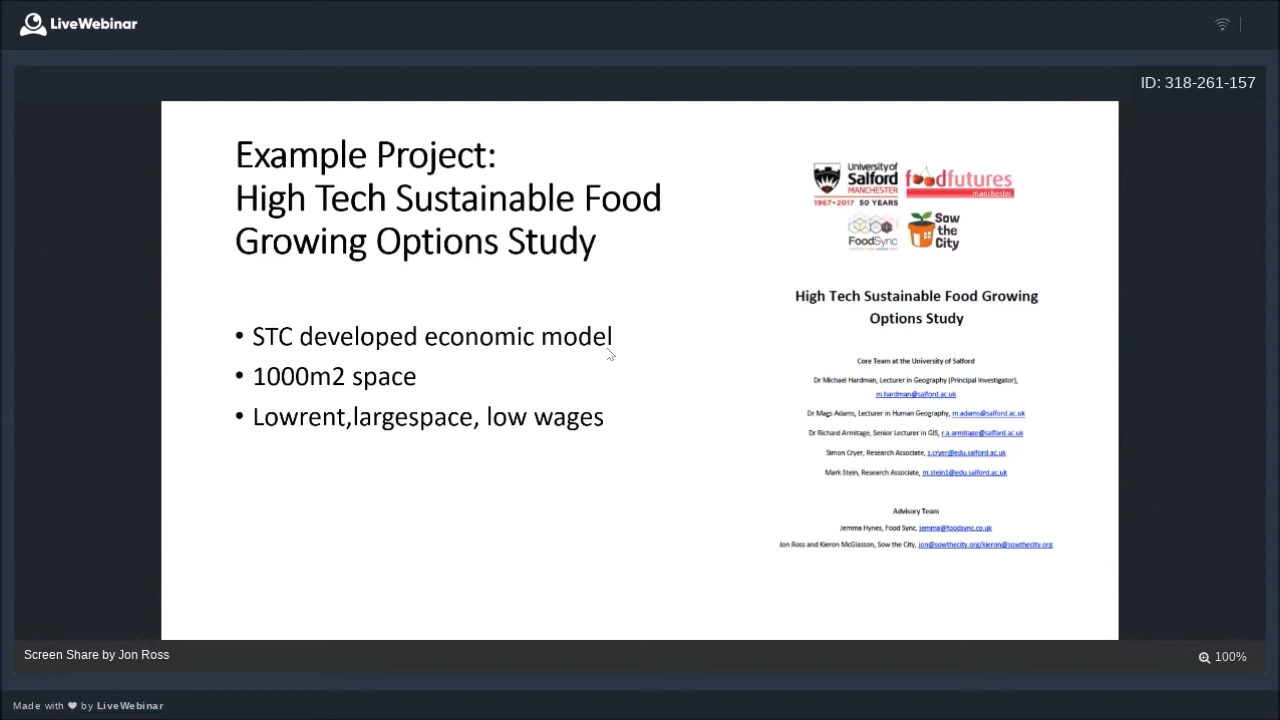 LiveWebinar
ID: 318-261-157
Example Project:
High Tech Sustainable Food
Growing Options Study
• STC developed economic model
• 1000m2 space
• Lowrent,largespace, low wages
University of
Salford
MANCHESTER
1967•2017 50 YEARS
foodfutures
manchester
FoodSync
Sow
the
City
High Tech Sustainable Food Growing
Options Study
Core Team at the University of Salford
Dr Michael Hardman, Lecturer in Geography (Principal Investigator),
m.hardman@salford.ac.uk
Dr Mags Adams, Lecturer in Human Geography, m.adams@salford.ac.uk
Dr Richard Armitage, Senior Lecturer in GIS, r.a.armitage@salford.ac.uk
Simon Cryer, Research Associate, s.cryer@edu.salford.ac.uk
Mark Stein, Research Associate, m.stein1@edu.salford.ac.uk
Advisory Team
Jemma Hynes, Food Sync, jemma@foodsync.co.uk
Jon Ross and Kieron McGlasson, Sow the City, jon@sowthecity.org/kieron@sowthecity.org
Screen Share by Jon Ross
100%
Made with ❤ by LiveWebinar